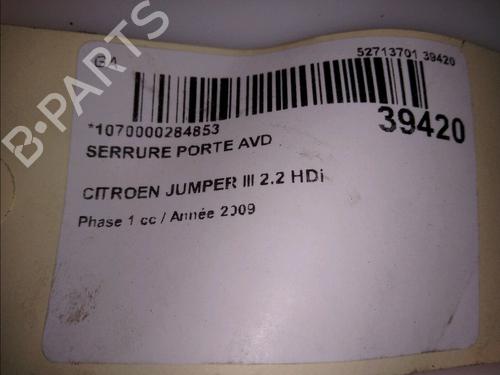 GA
52713701 39420
*1070000284853
39420
SERRURE PORTE AVD
CITROEN JUMPER III 2.2 HDi
Phase 1 cc / Année 2009
B-PARTS